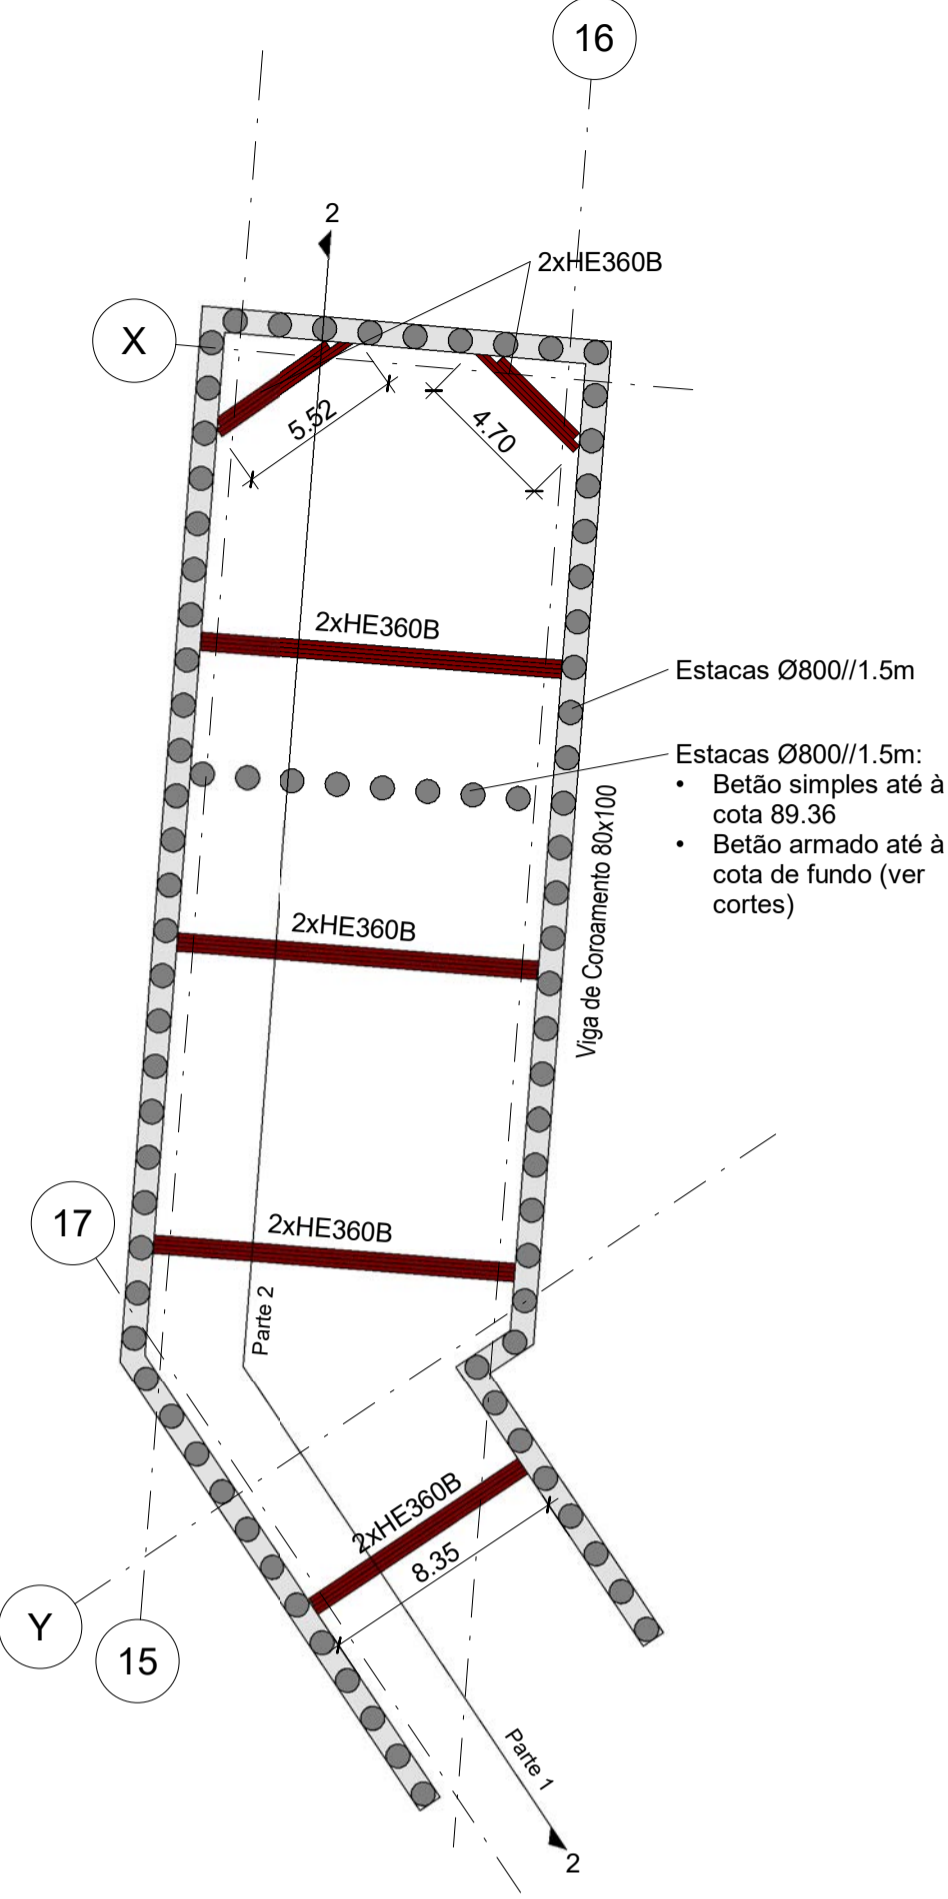 16
2
2xHE360B
X
5.52
4.70
2xHE360B
Estacas Ø800//1.5m
Estacas Ø800//1.5m:
• Betão simples até à
cota 89.36
• Betão armado até à
cota de fundo (ver
cortes)
Viga de Coroamento 80x100
2xHE360B
17
2xHE360B
Parte 2
2xHE360B
8.35
Y
15
Parte 1
2